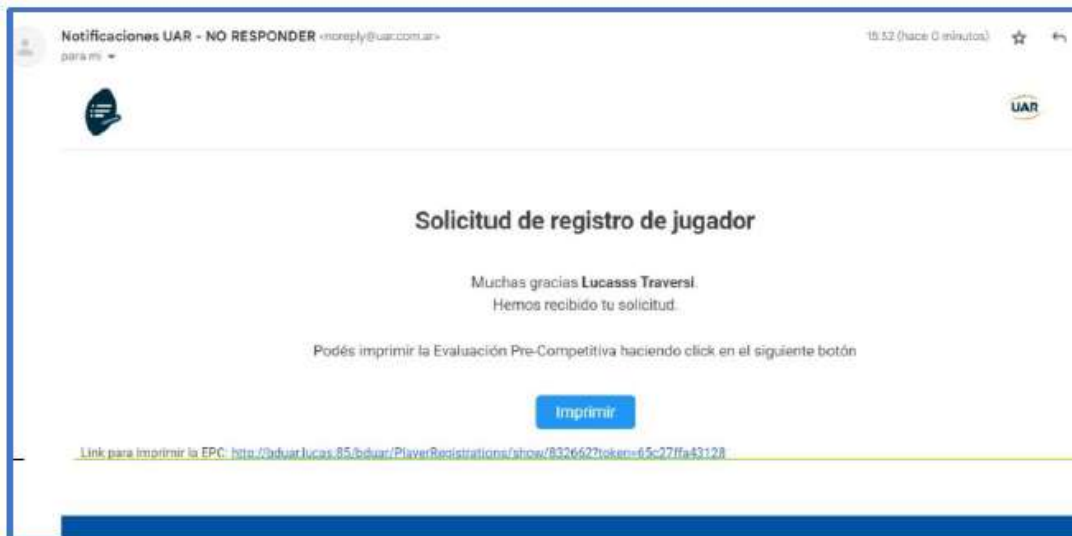 Notificaciones UAR - NO RESPONDER <noreply@uar.com.ar>
15:52 (hace 0 minutos)
para mí
UAR
Solicitud de registro de jugador
Muchas gracias Lucasss Traversi.
Hemos recibido tu solicitud.
Podés imprimir la Evaluación Pre-Competitiva haciendo click en el siguiente botón
Imprimir
Link para imprimir la EPC: http://bduar.lucas.85/bduar/PlayerRegistrations/show/832662?token=65c27ffa43128